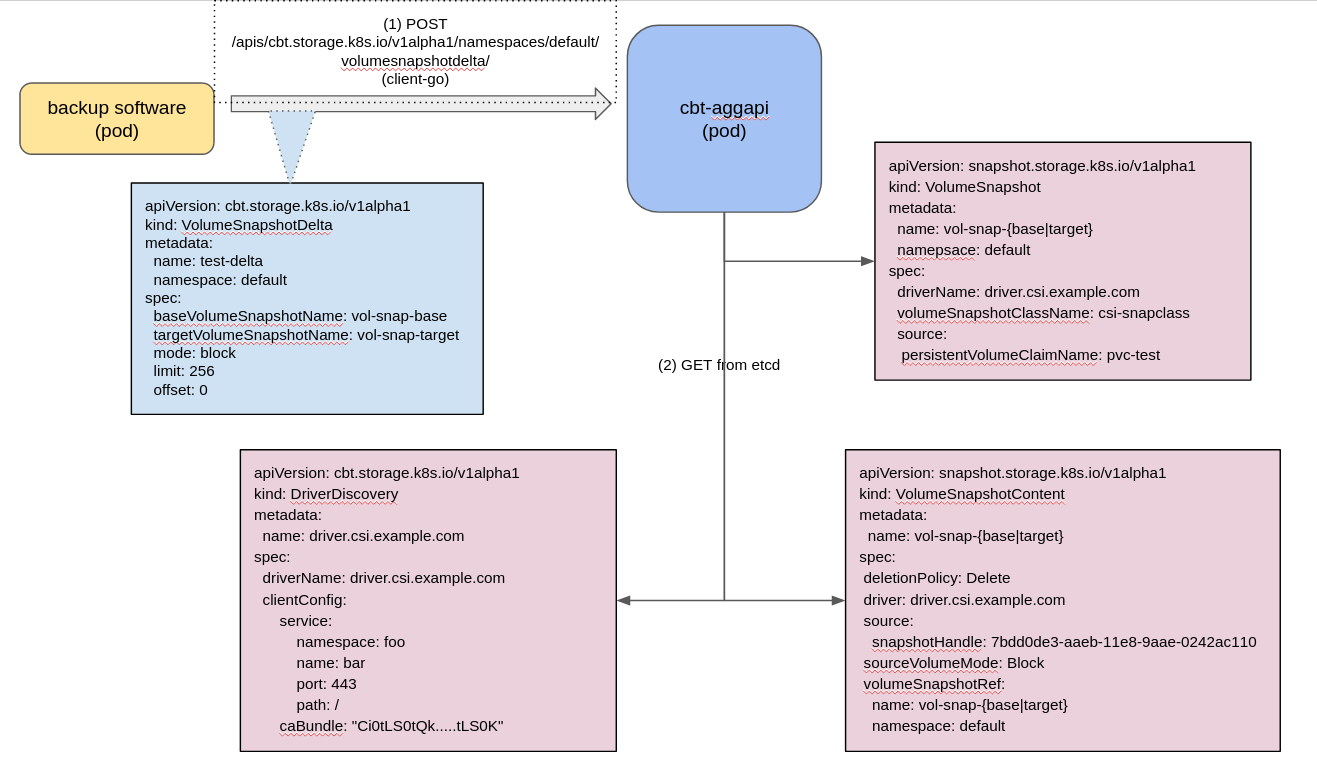 (1) POST
/apis/cbt.storage.k8s.io/v1alpha1/namespaces/default/
volumesnapshotdelta/
(client-go)
backup software
(pod)
cbt-aggapi
(pod)
apiVersion: cbt.storage.k8s.io/v1alpha1
kind: VolumeSnapshotDelta
metadata:
  name: test-delta
  namespace: default
spec:
  baseVolumeSnapshotName: vol-snap-base
  targetVolumeSnapshotName: vol-snap-target
  mode: block
  limit: 256
  offset: 0
apiVersion: snapshot.storage.k8s.io/v1alpha1
kind: VolumeSnapshot
metadata:
  name: vol-snap-{base|target}
  namepsace: default
spec:
  driverName: driver.csi.example.com
  volumeSnapshotClassName: csi-snapclass
  source:
   persistentVolumeClaimName: pvc-test
(2) GET from etcd
apiVersion: cbt.storage.k8s.io/v1alpha1
kind: DriverDiscovery
metadata:
  name: driver.csi.example.com
spec:
  driverName: driver.csi.example.com
  clientConfig:
      service:
          namespace: foo
          name: bar
          port: 443
          path: /
      caBundle: "Ci0tLS0tQk.....tLS0K"
apiVersion: snapshot.storage.k8s.io/v1alpha1
kind: VolumeSnapshotContent
metadata:
  name: vol-snap-{base|target}
spec:
 deletionPolicy: Delete
 driver: driver.csi.example.com
 source:
   snapshotHandle: 7bdd0de3-aaeb-11e8-9aae-0242ac110
 sourceVolumeMode: Block
 volumeSnapshotRef:
   name: vol-snap-{base|target}
   namespace: default